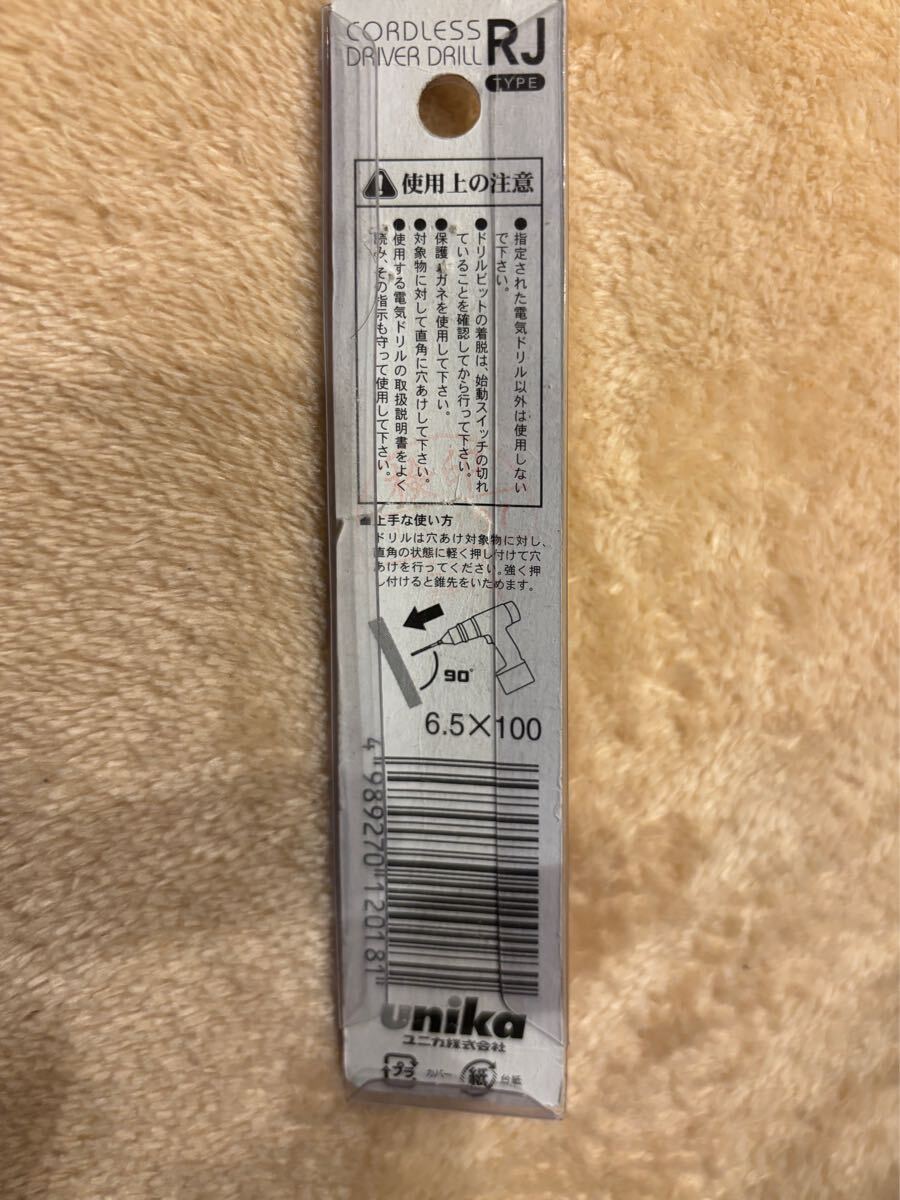 CORDLESS
DRIVER DRILL RJ
TYPE
使用上の注意
●指定された電気ドリル以外は使用しない
で下さい。
●ドリルビットの着脱は、始動スイッチの切れ
ていることを確認してから行って下さい。
●保護メガネを使用して下さい。
●対象物に対して直角に穴あけして下さい。
●使用する電気ドリルの取扱説明書をよく
読み、その指示も守って使用して下さい。
■上手な使い方
ドリルは穴あけ対象物に対し、
直角の状態に軽く押し付けて穴
あけを行ってください。強く押
し付けると錐先をいためます。
90°
6.5×100
4 989270 120181
unika
ユニカ株式会社
プラ カバー 紙 台紙